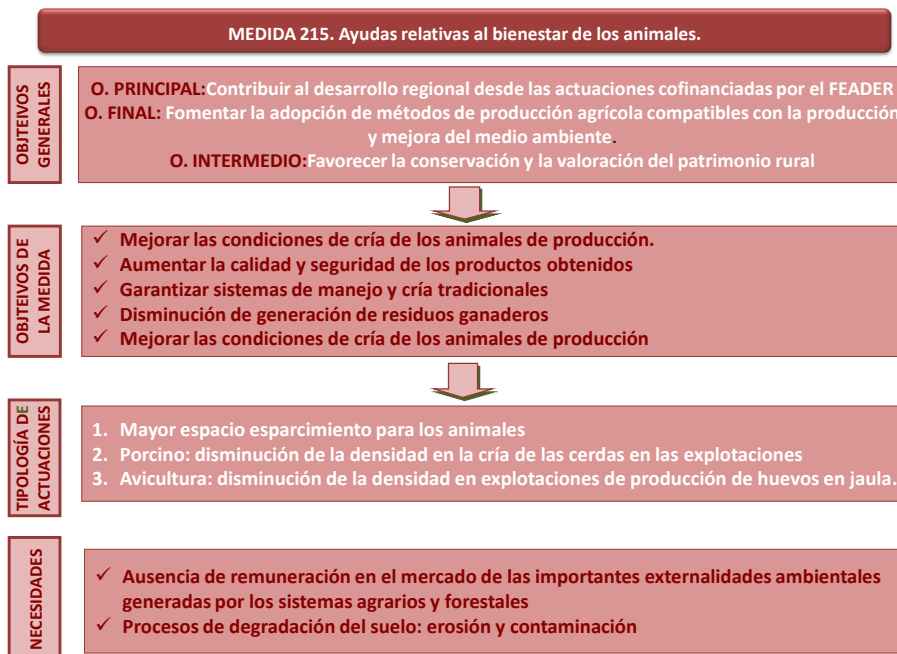 MEDIDA 215. Ayudas relativas al bienestar de los animales.
OBJTEIVOS
GENERALES
O. PRINCIPAL:Contribuir al desarrollo regional desde las actuaciones cofinanciadas por el FEADER
O. FINAL: Fomentar la adopción de métodos de producción agrícola compatibles con la producción
y mejora del medio ambiente.
O. INTERMEDIO:Favorecer la conservación y la valoración del patrimonio rural
OBJTEIVOS DE
LA MEDIDA
✓ Mejorar las condiciones de cría de los animales de producción.
✓ Aumentar la calidad y seguridad de los productos obtenidos
✓ Garantizar sistemas de manejo y cría tradicionales
✓ Disminución de generación de residuos ganaderos
✓ Mejorar las condiciones de cría de los animales de producción
TIPOLOGÍA DE
ACTUACIONES
1. Mayor espacio esparcimiento para los animales
2. Porcino: disminución de la densidad en la cría de las cerdas en las explotaciones
3. Avicultura: disminución de la densidad en explotaciones de producción de huevos en jaula.
NECESIDADES
✓ Ausencia de remuneración en el mercado de las importantes externalidades ambientales
generadas por los sistemas agrarios y forestales
✓ Procesos de degradación del suelo: erosión y contaminación